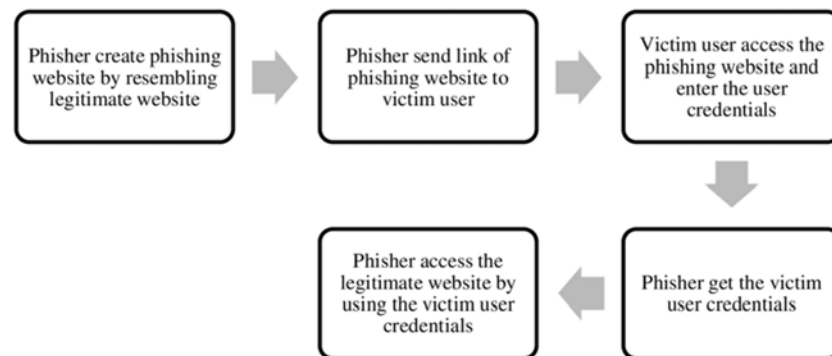 Phisher create phishing
website by resembling
legitimate website
Phisher send link of
phishing website to
victim user
Victim user access the
phishing website and
enter the user
credentials
Phisher get the victim
user credentials
Phisher access the
legitimate website by
using the victim user
credentials